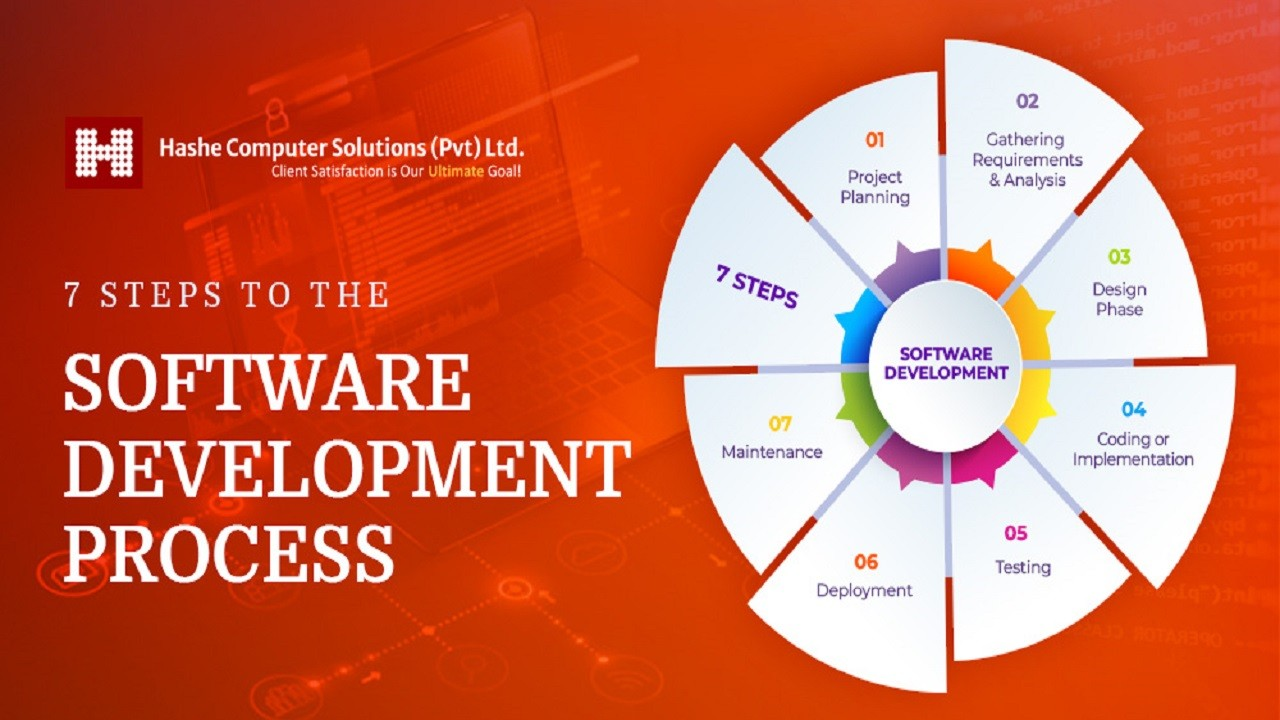 Hashe Computer Solutions (Pvt) Ltd.
Client Satisfaction is Our Ultimate Goal!
7 STEPS TO THE
SOFTWARE
DEVELOPMENT
PROCESS
7 STEPS
01
Project
Planning
02
Gathering
Requirements
& Analysis
03
Design
Phase
04
Coding or
Implementation
05
Testing
06
Deployment
07
Maintenance
SOFTWARE
DEVELOPMENT